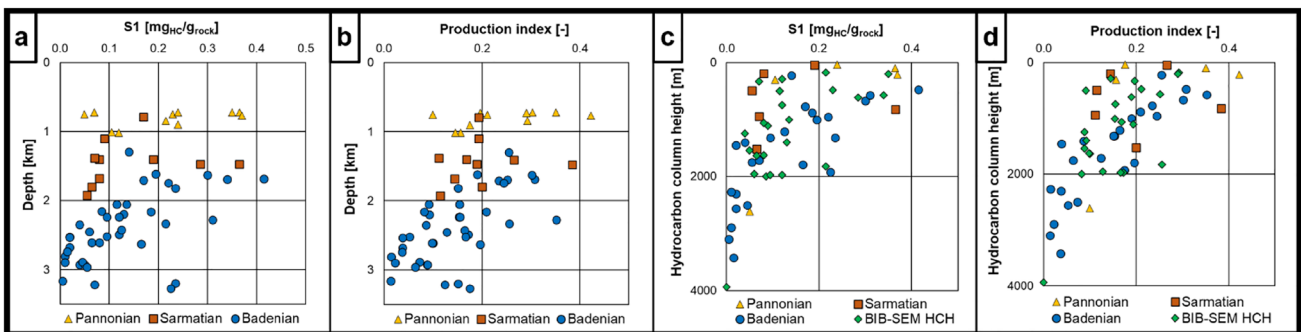 a
S1 [mgHC/grock]
0.0 0.1 0.2 0.3 0.4 0.5
0
1
2
3
Depth [km]
Pannonian Sarmatian Badenian
b
Production index [-]
0.0 0.2 0.4
0
1
2
3
Depth [km]
Pannonian Sarmatian Badenian
c
S1 [mgHC/grock]
0.0 0.2 0.4
0
2000
4000
Hydrocarbon column height [m]
Pannonian Sarmatian
Badenian BIB-SEM HCH
d
Production index [-]
0.0 0.2 0.4
0
2000
4000
Hydrocarbon column height [m]
Pannonian Sarmatian
Badenian BIB-SEM HCH